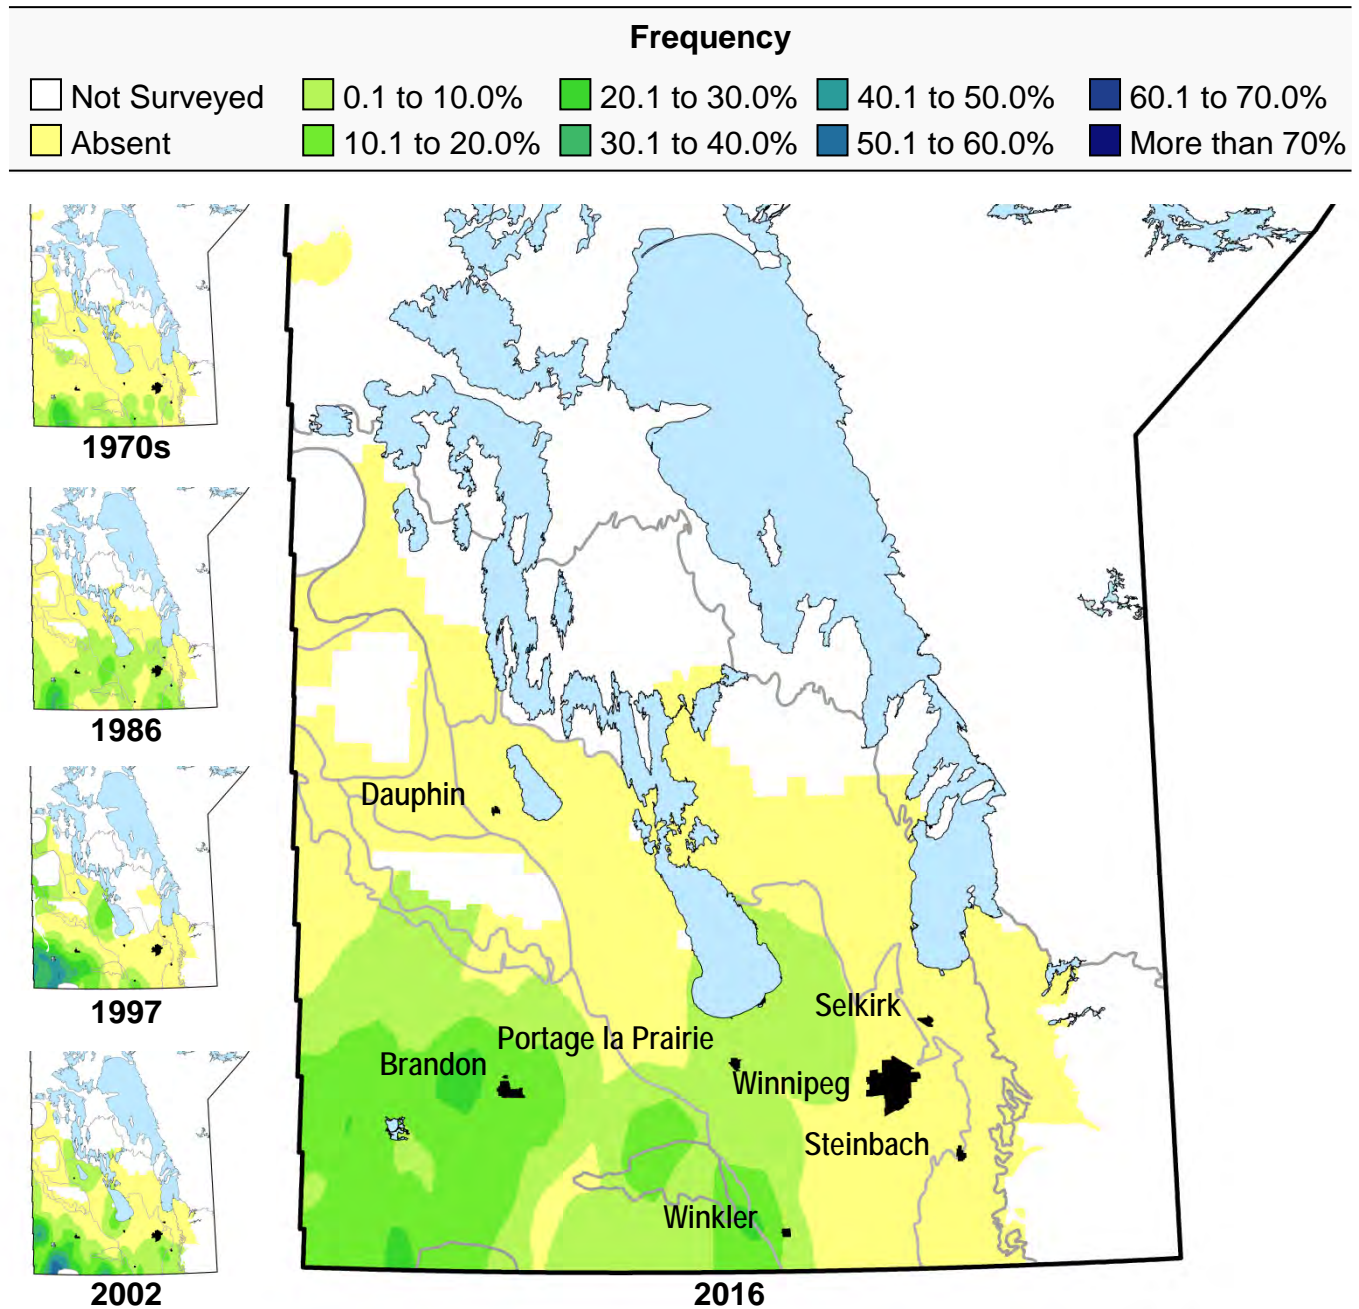 Frequency
Not Surveyed 0.1 to 10.0% 20.1 to 30.0% 40.1 to 50.0% 60.1 to 70.0%
Absent 10.1 to 20.0% 30.1 to 40.0% 50.1 to 60.0% More than 70%
1970s
1986
1997
2002
Dauphin
Selkirk
Portage la Prairie
Brandon
Winnipeg
Steinbach
Winkler
2016